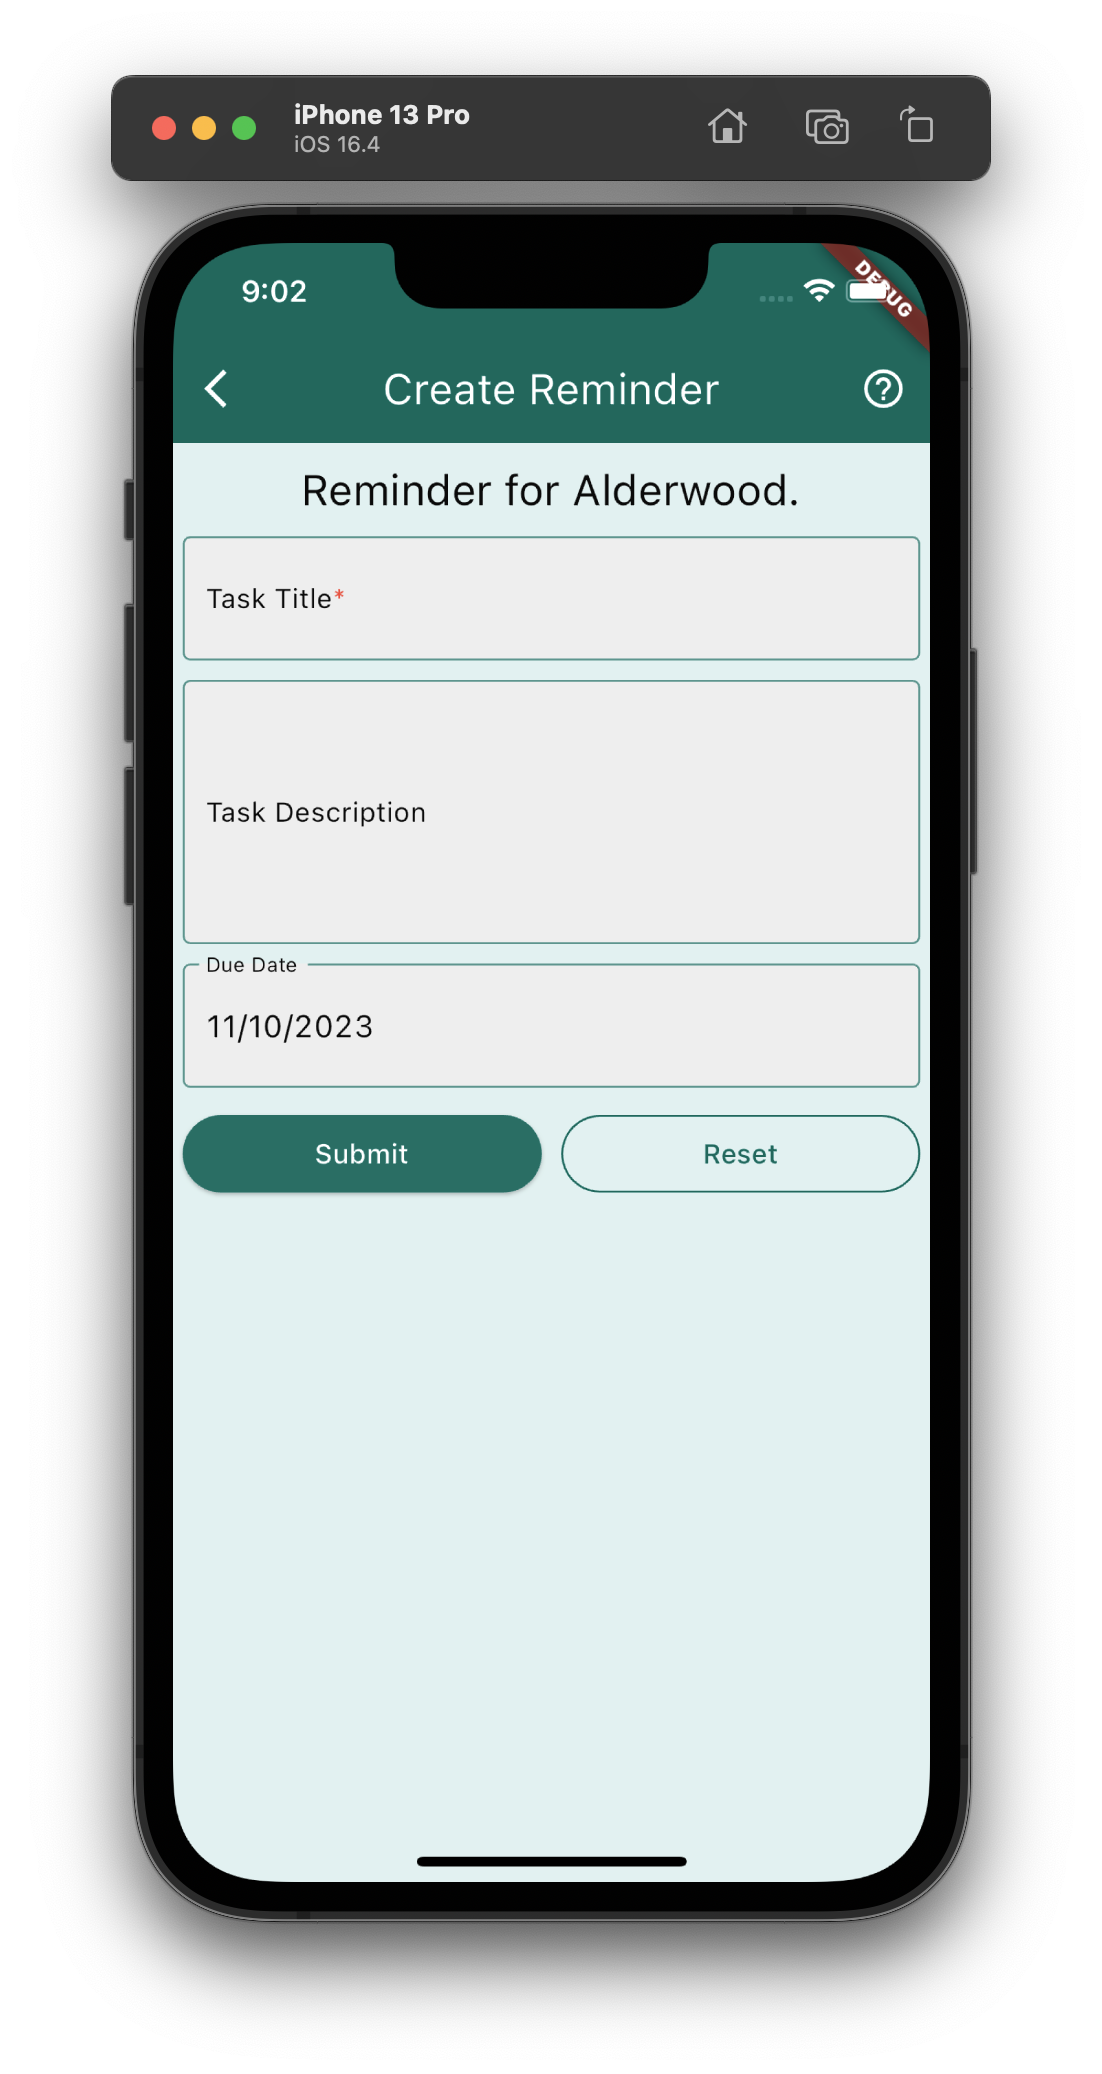 iPhone 13 Pro
iOS 16.4
9:02
DEBUG
Create Reminder
Reminder for Alderwood.
Task Title*
Task Description
Due Date
11/10/2023
Submit
Reset